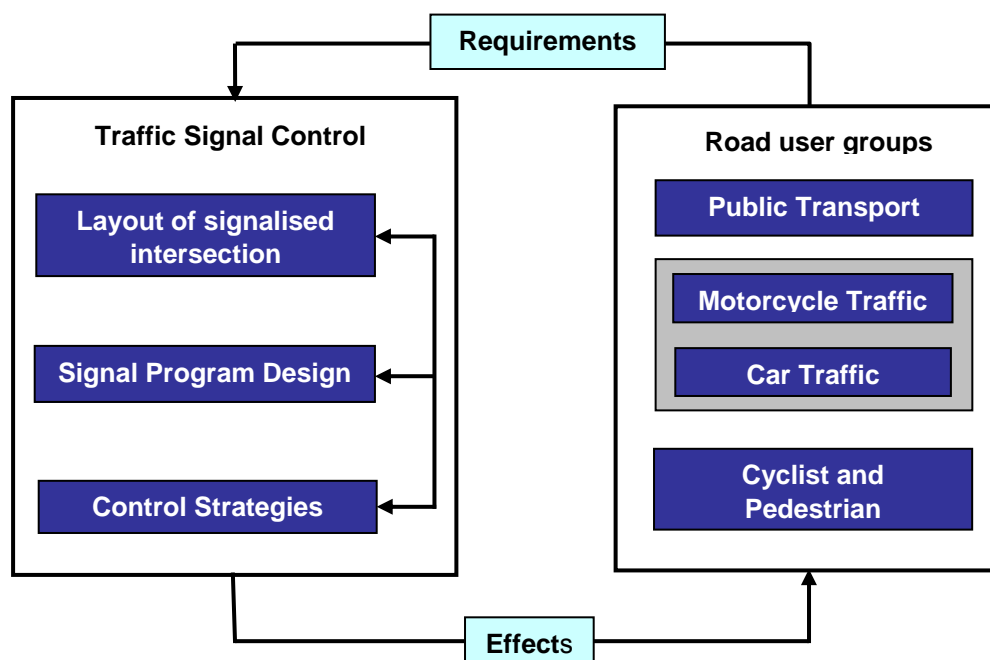 Requirements
Traffic Signal Control
Layout of signalised
intersection
Signal Program Design
Control Strategies
Road user groups
Public Transport
Motorcycle Traffic
Car Traffic
Cyclist and
Pedestrian
Effects